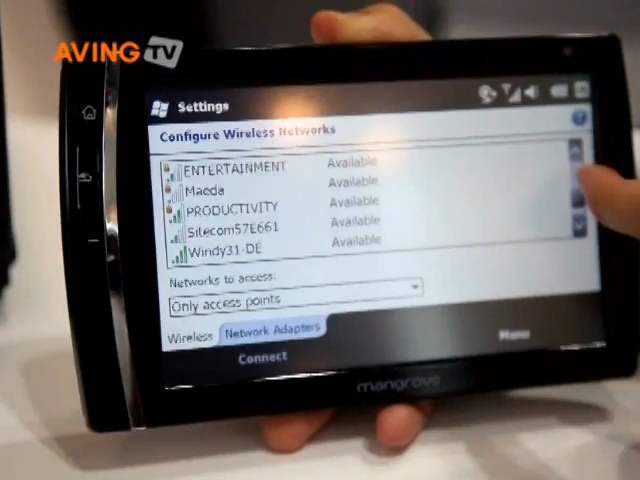 AVING TV
Settings
Configure Wireless Networks
ENTERTAINMENT Available
Maeda Available
PRODUCTIVITY Available
Sitecom57E661 Available
Windy31-DE Available
Networks to access:
Only access points
Wireless Network Adapters
Connect Menu
mangrove